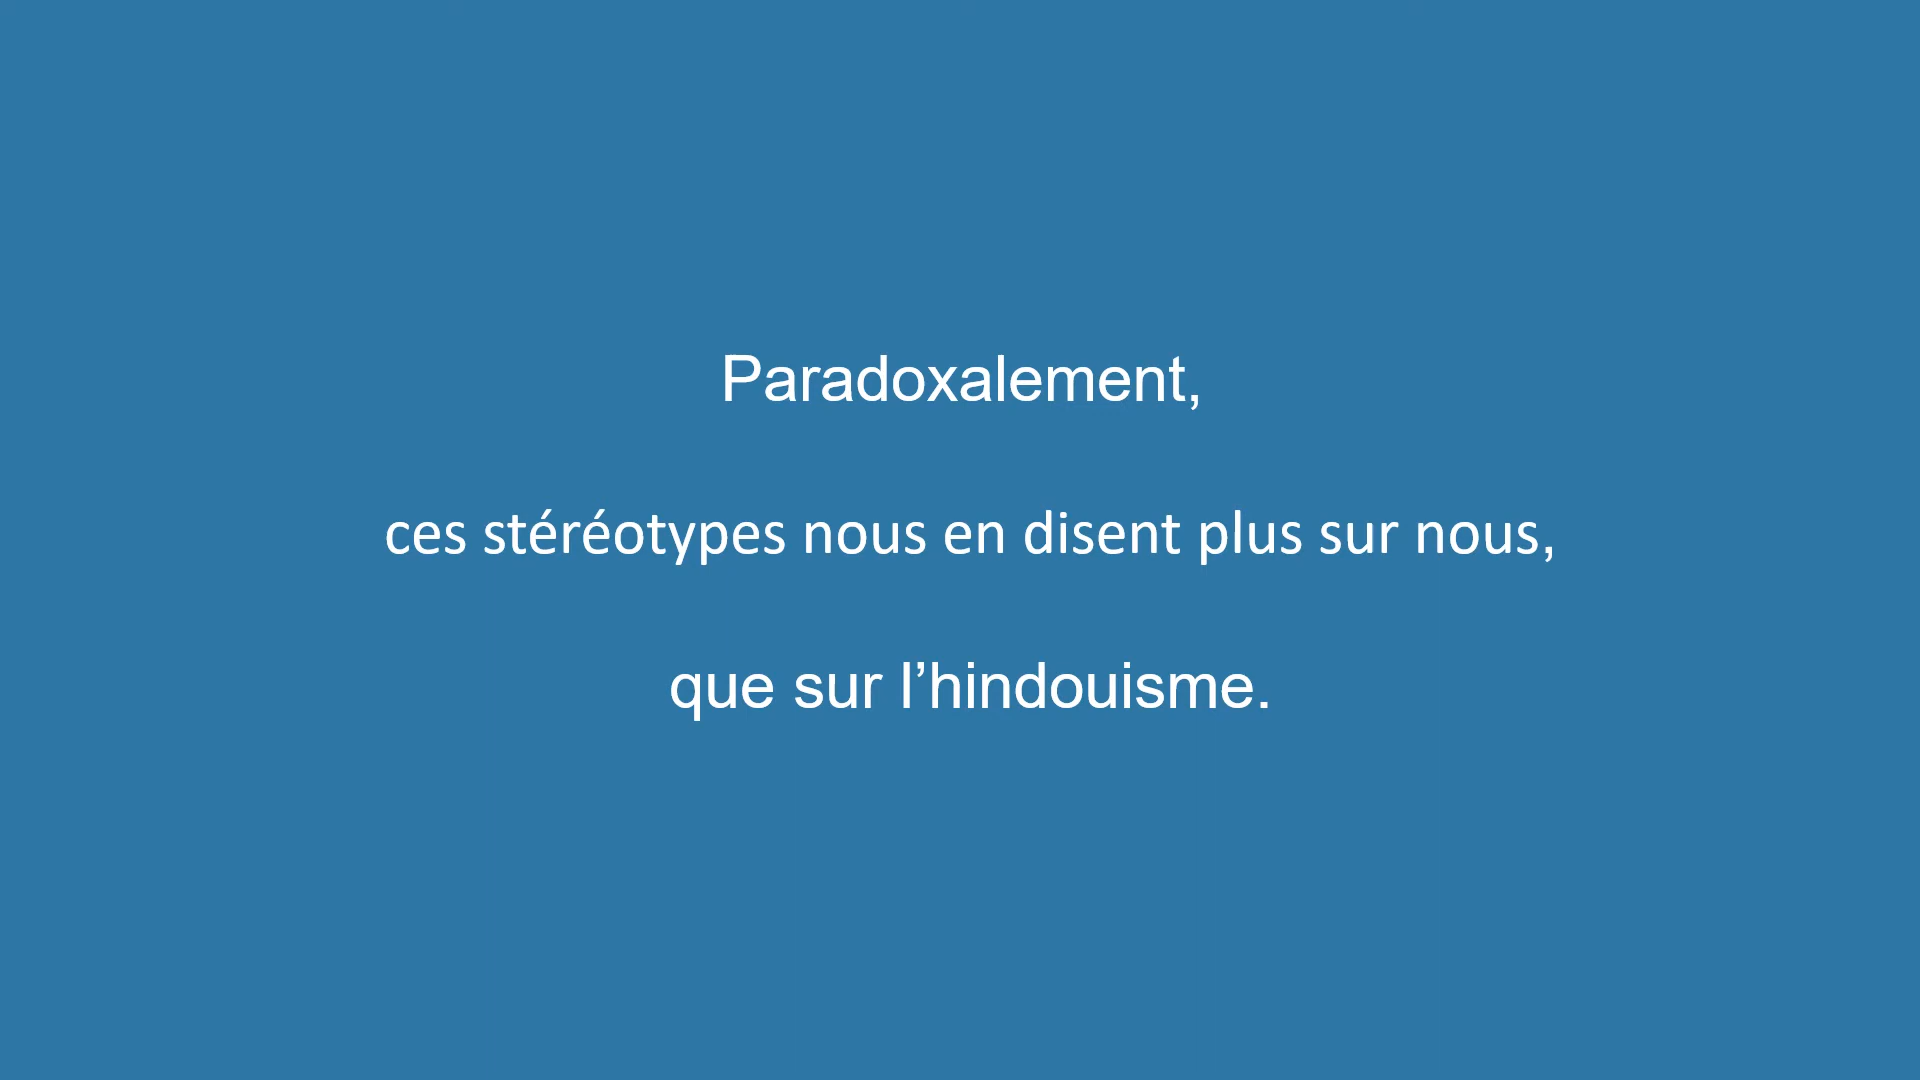 Paradoxalement,
ces stéréotypes nous en disent plus sur nous,
que sur l’hindouisme.